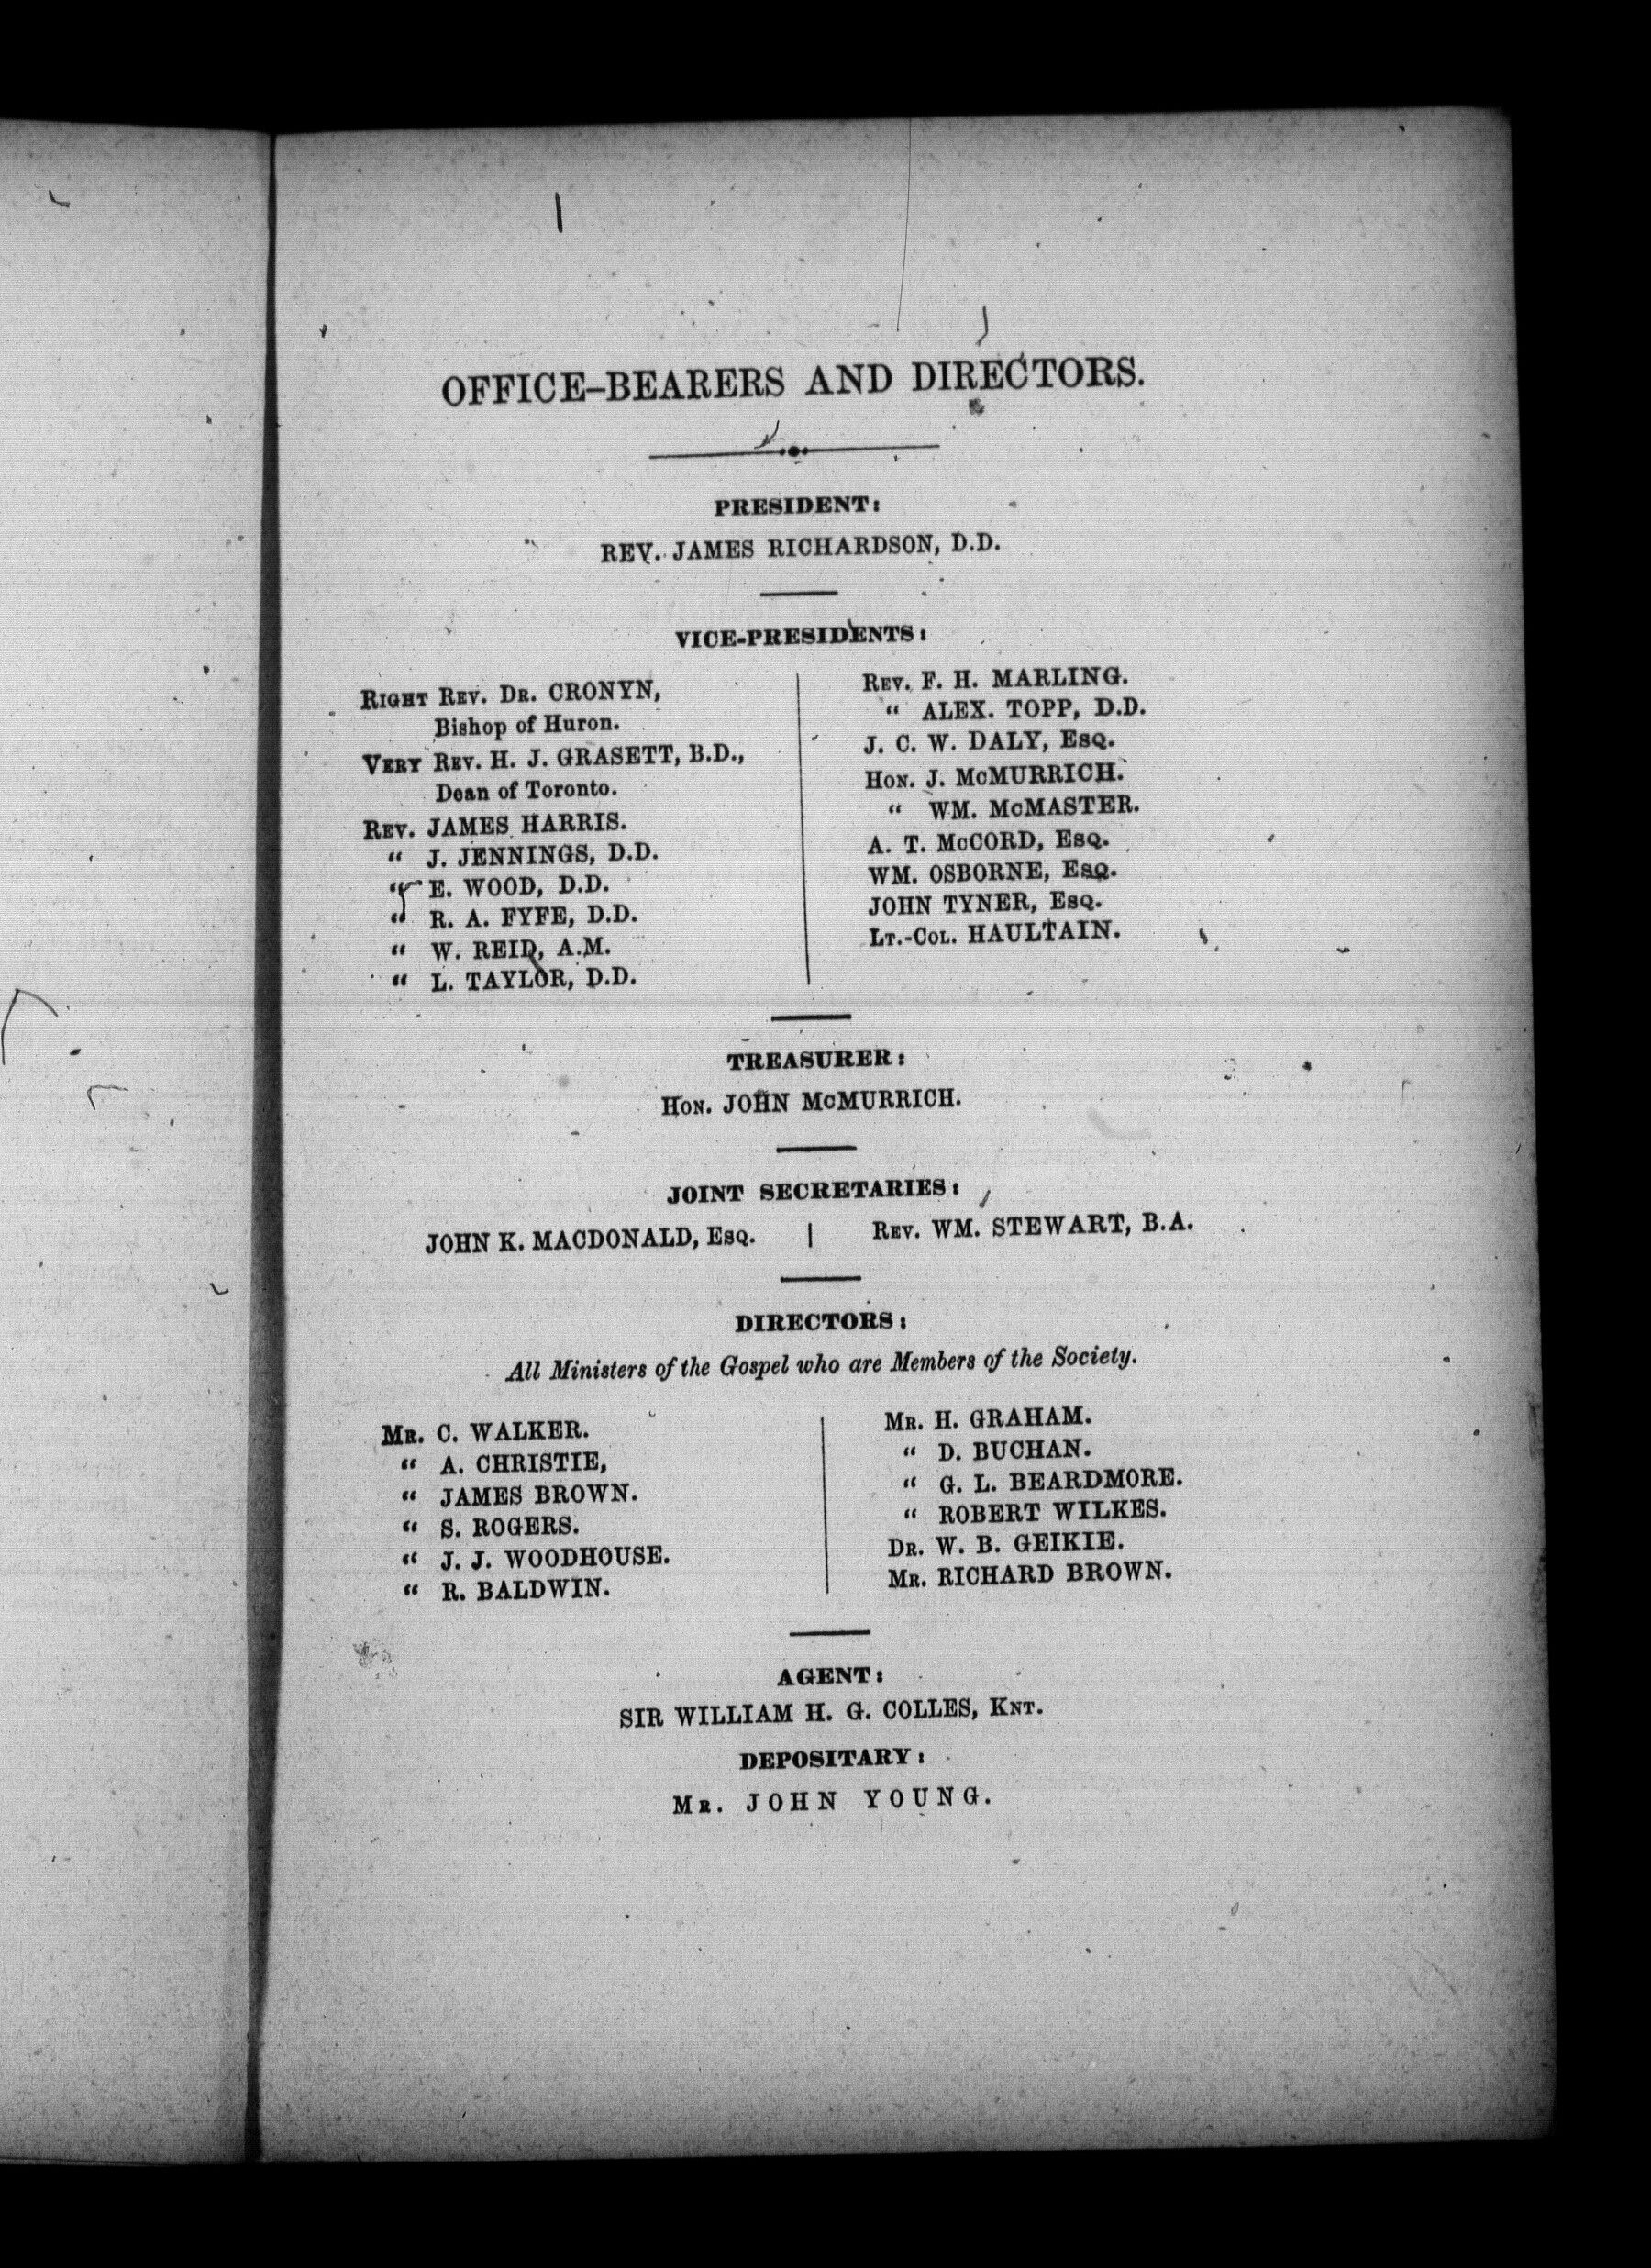 OFFICE-BEARERS AND DIRECTORS.
PRESIDENT:
REV. JAMES RICHARDSON, D.D.
VICE-PRESIDENTS:
RIGHT REV. DR. CRONYN,
Bishop of Huron.
VERY REV. H. J. GRASETT, B.D.,
Dean of Toronto.
REV. JAMES HARRIS.
" J. JENNINGS, D.D.
" E. WOOD, D.D.
" R. A. FYFE, D.D.
" W. REID, A.M.
" L. TAYLOR, D.D.
REV. F. H. MARLING.
" ALEX. TOPP, D.D.
J. C. W. DALY, ESQ.
HON. J. McMURRICH.
" WM. McMASTER.
A. T. McCORD, ESQ.
WM. OSBORNE, ESQ.
JOHN TYNER, ESQ.
LT.-COL. HAULTAIN.
TREASURER:
HON. JOHN McMURRICH.
JOINT SECRETARIES:
JOHN K. MACDONALD, ESQ. | REV. WM. STEWART, B.A.
DIRECTORS:
All Ministers of the Gospel who are Members of the Society.
MR. C. WALKER.
" A. CHRISTIE,
" JAMES BROWN.
" S. ROGERS.
" J. J. WOODHOUSE.
" R. BALDWIN.
MR. H. GRAHAM.
" D. BUCHAN.
" G. L. BEARDMORE.
" ROBERT WILKES.
DR. W. B. GEIKIE.
MR. RICHARD BROWN.
AGENT:
SIR WILLIAM H. G. COLLES, KNT.
DEPOSITARY:
MR. JOHN YOUNG.